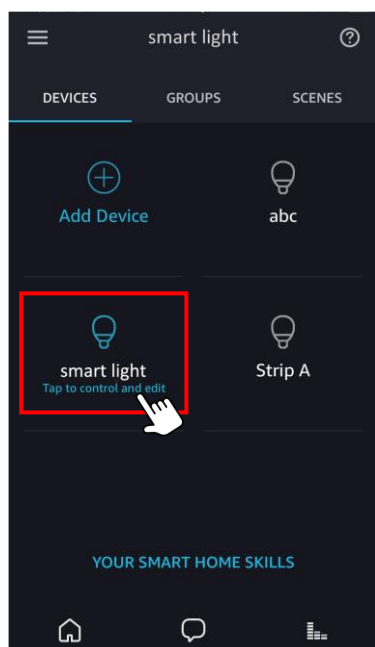 smart light
DEVICES GROUPS SCENES
Add Device abc
smart light Strip A
Tap to control and edit
YOUR SMART HOME SKILLS